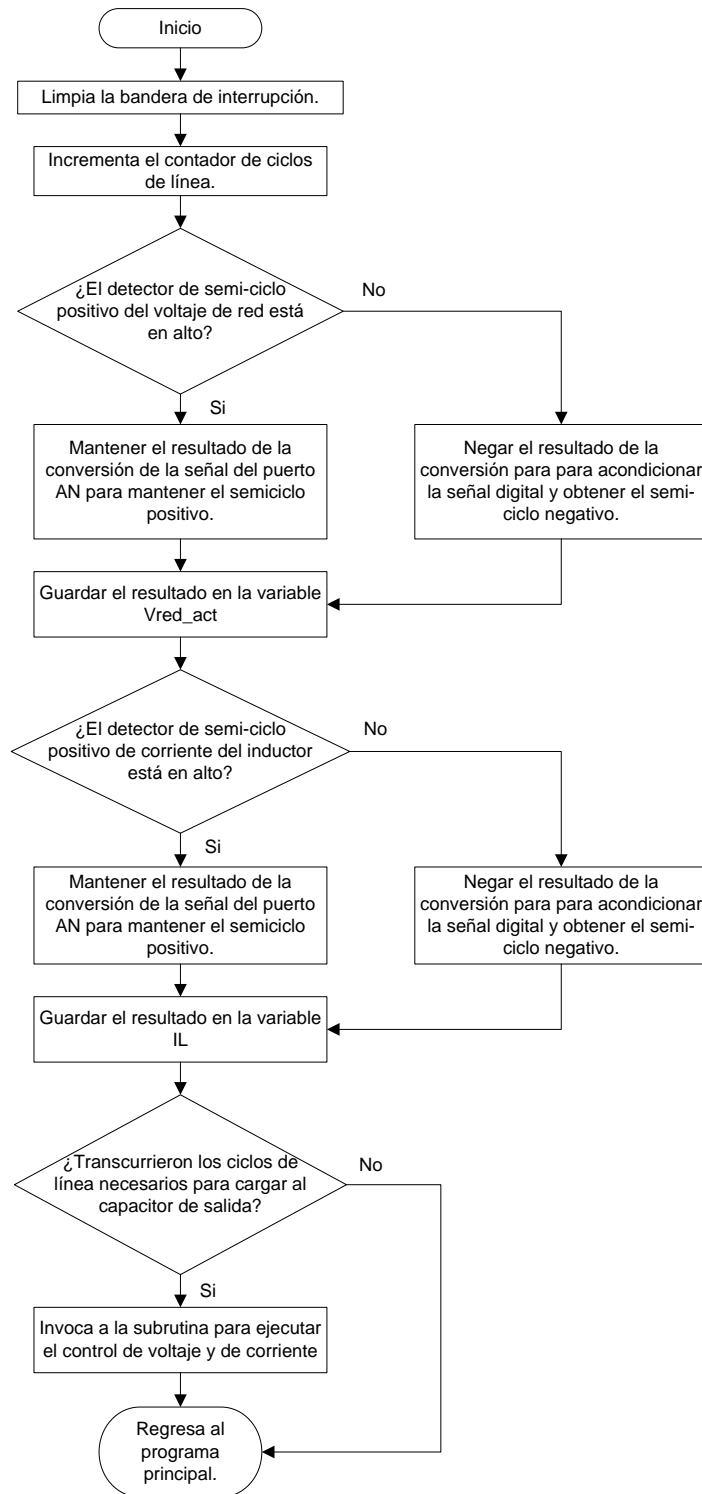 Inicio
Limpia la bandera de interrupción.
Incrementa el contador de ciclos
de línea.
¿El detector de semi-ciclo
positivo del voltaje de red está
en alto?
No
Si
Mantener el resultado de la
conversión de la señal del puerto
AN para mantener el semiciclo
positivo.
Negar el resultado de la
conversión para para acondicionar
la señal digital y obtener el semi-
ciclo negativo.
Guardar el resultado en la variable
Vred_act
¿El detector de semi-ciclo
positivo de corriente del inductor
está en alto?
No
Si
Mantener el resultado de la
conversión de la señal del puerto
AN para mantener el semiciclo
positivo.
Negar el resultado de la
conversión para para acondicionar
la señal digital y obtener el semi-
ciclo negativo.
Guardar el resultado en la variable
IL
¿Transcurrieron los ciclos de
línea necesarios para cargar al
capacitor de salida?
No
Si
Invoca a la subrutina para ejecutar
el control de voltaje y de corriente
Regresa al
programa
principal.